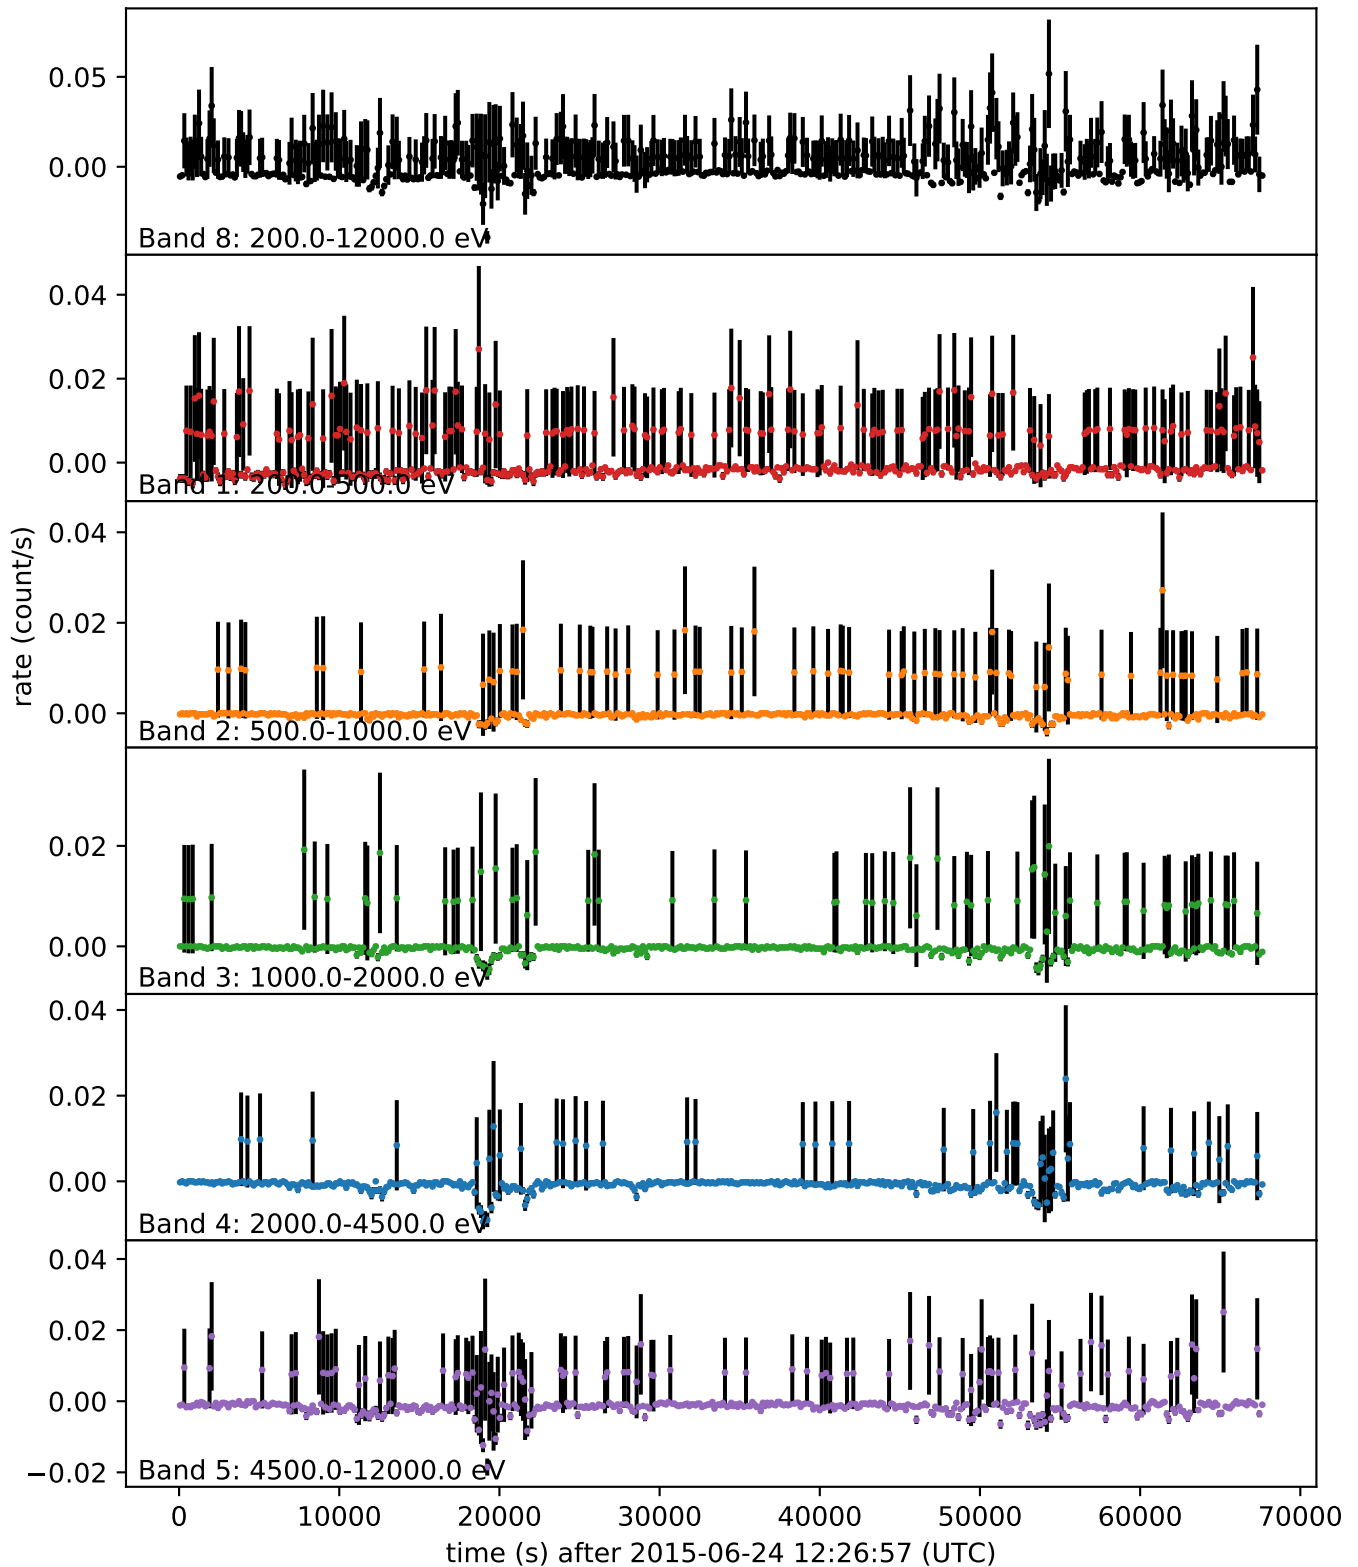 0.05
0.00
Band 8: 200.0-12000.0 eV
0.04
0.02
0.00
Band 1: 200.0-500.0 eV
0.04
0.02
0.00
Band 2: 500.0-1000.0 eV
rate (count/s)
0.02
0.00
Band 3: 1000.0-2000.0 eV
0.04
0.02
0.00
Band 4: 2000.0-4500.0 eV
0.04
0.02
0.00
−0.02
Band 5: 4500.0-12000.0 eV
0 10000 20000 30000 40000 50000 60000 70000
time (s) after 2015-06-24 12:26:57 (UTC)